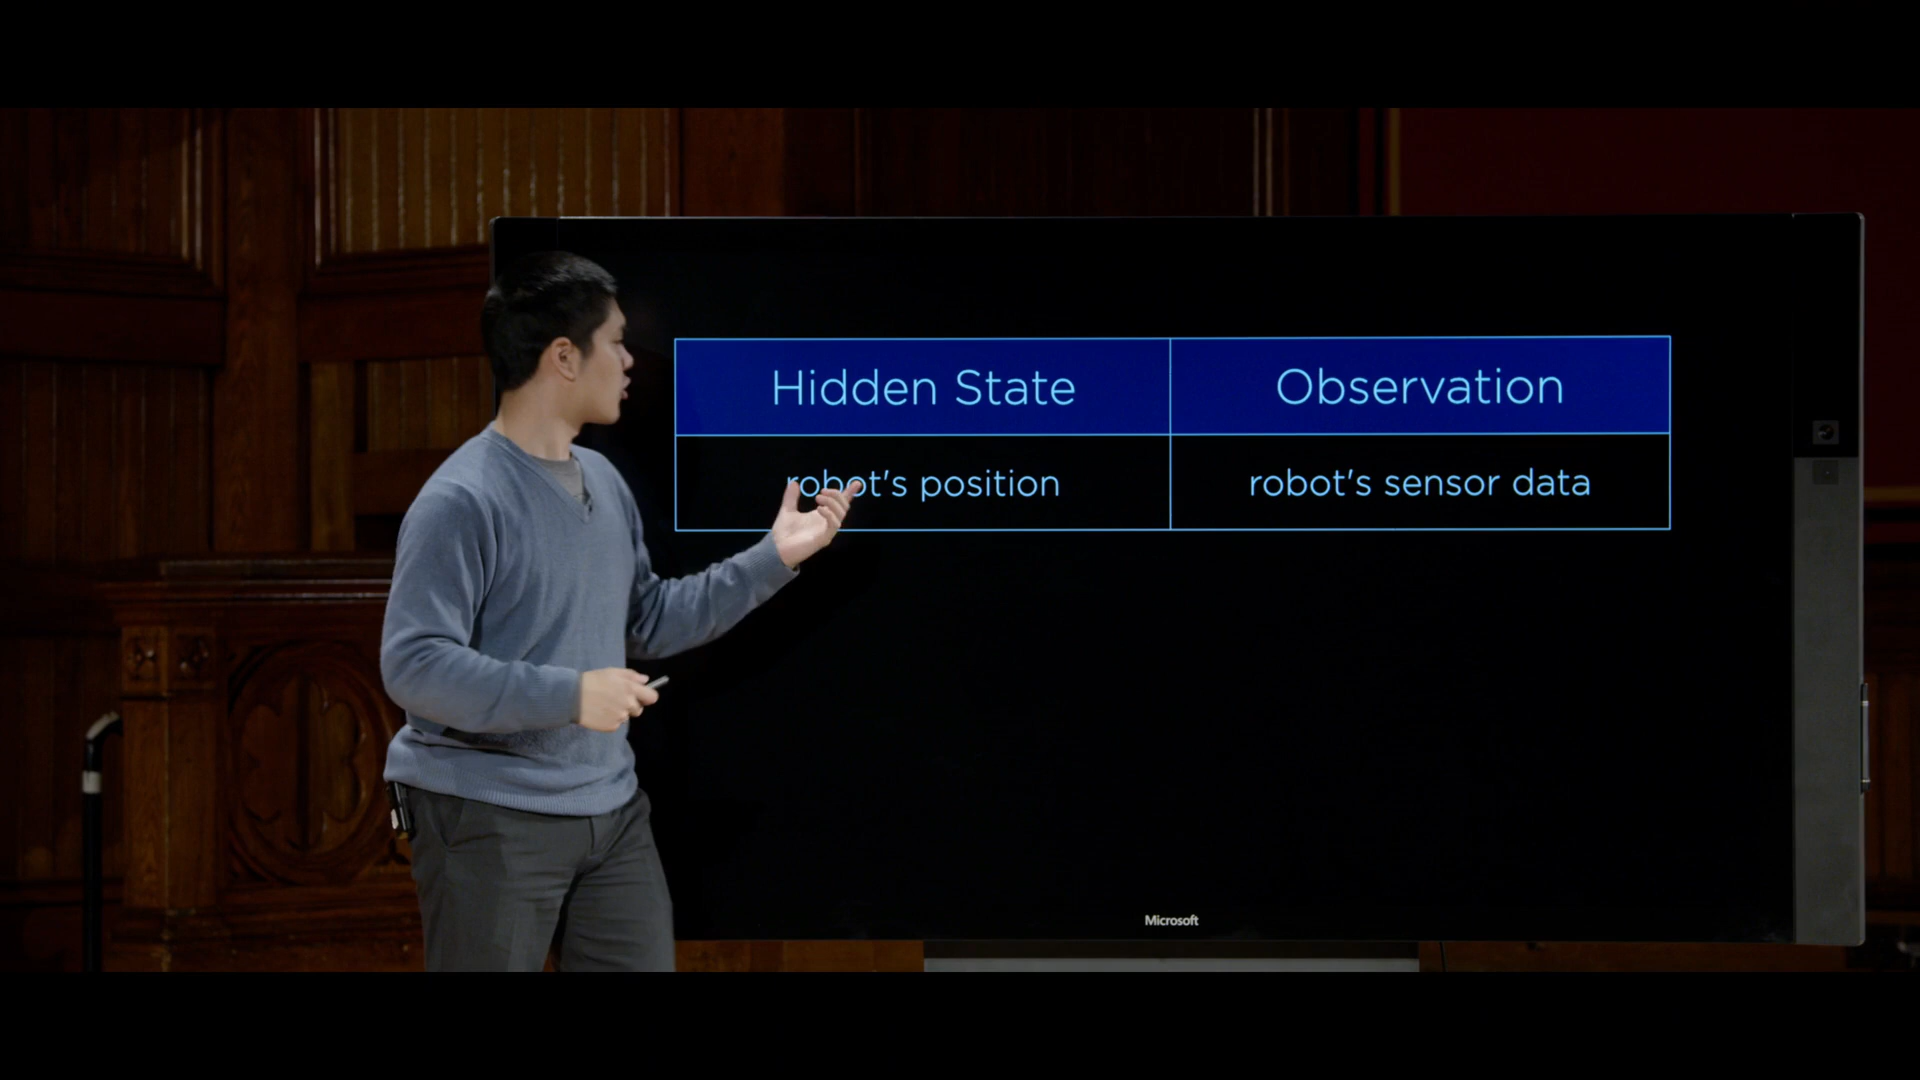 Hidden State
Observation
robot's position
robot's sensor data
Microsoft